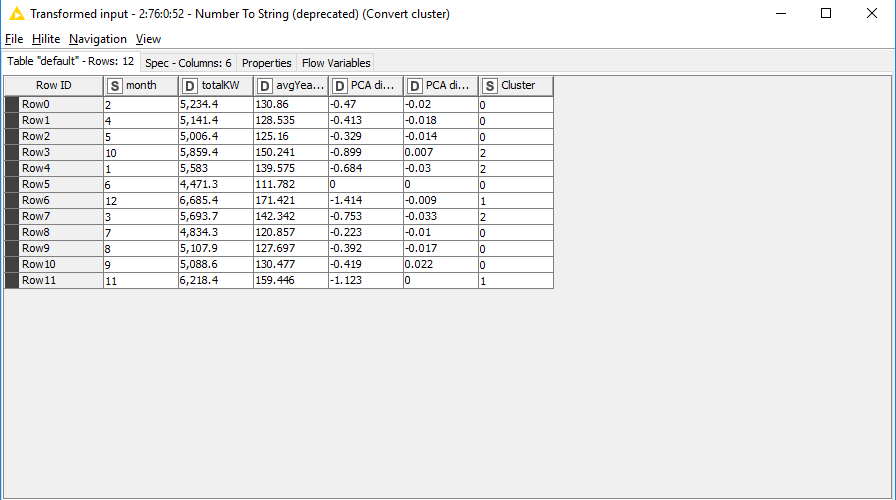 Transformed input - 2:76:0:52 - Number To String (deprecated) (Convert cluster)
File Hilite Navigation View
Table "default" - Rows: 12 Spec - Columns: 6 Properties Flow Variables
Row ID S month D totalKW D avgYea... D PCA di... D PCA di... S Cluster
Row0 2 5,234.4 130.86 -0.47 -0.02 0
Row1 4 5,141.4 128.535 -0.413 -0.018 0
Row2 5 5,006.4 125.16 -0.329 -0.014 0
Row3 10 5,859.4 150.241 -0.899 0.007 2
Row4 1 5,583 139.575 -0.684 -0.03 2
Row5 6 4,471.3 111.782 0 0 0
Row6 12 6,685.4 171.421 -1.414 -0.009 1
Row7 3 5,693.7 142.342 -0.753 -0.033 2
Row8 7 4,834.3 120.857 -0.223 -0.01 0
Row9 8 5,107.9 127.697 -0.392 -0.017 0
Row10 9 5,088.6 130.477 -0.419 0.022 0
Row11 11 6,218.4 159.446 -1.123 0 1